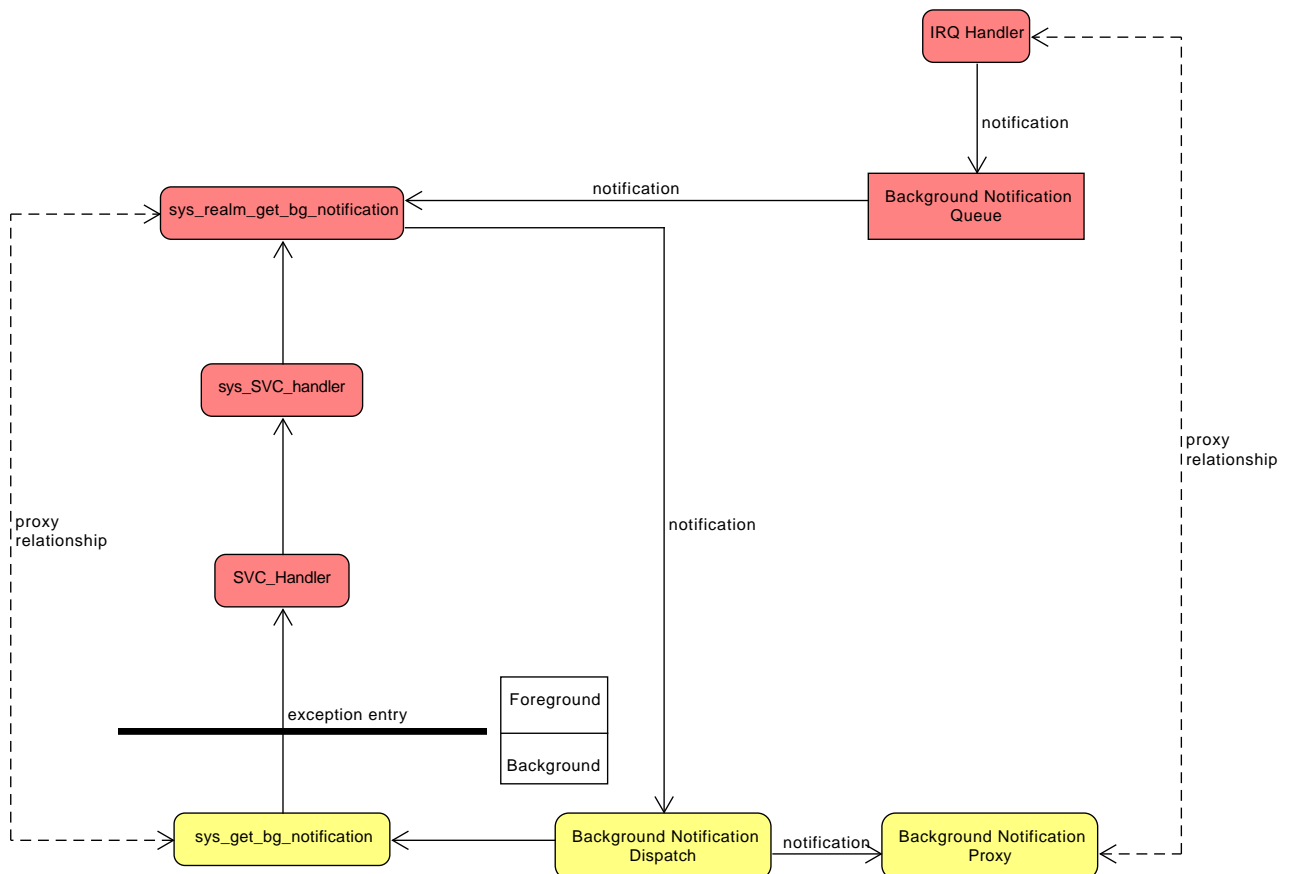 IRQ Handler
notification
notification
Background Notification
Queue
sys_realm_get_bg_notification
sys_SVC_handler
proxy
relationship
proxy
relationship
notification
SVC_Handler
Foreground
exception entry
Background
sys_get_bg_notification
Background Notification
Dispatch
notification
Background Notification
Proxy